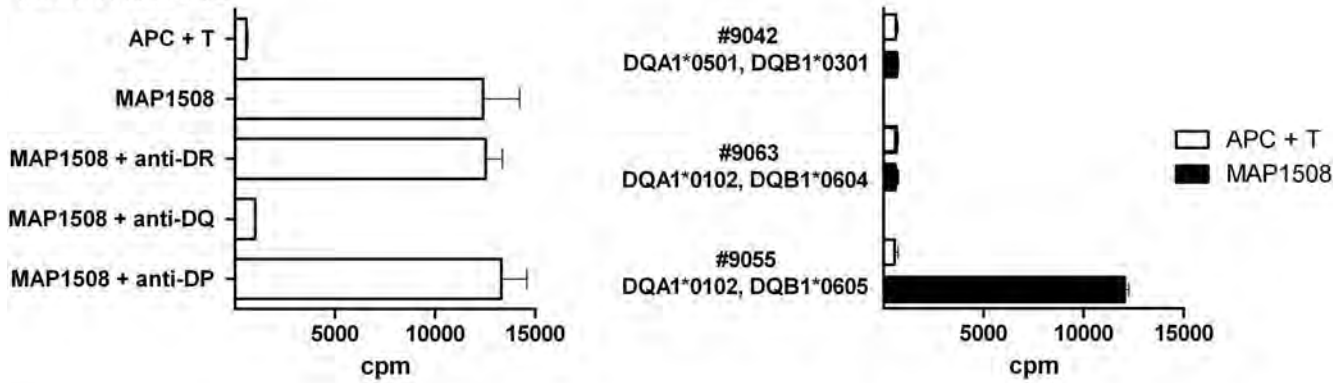 APC + T
MAP1508
MAP1508 + anti-DR
MAP1508 + anti-DQ
MAP1508 + anti-DP
5000 10000 15000
cpm
#9042
DQA1*0501, DQB1*0301
#9063
DQA1*0102, DQB1*0604
#9055
DQA1*0102, DQB1*0605
5000 10000 15000
cpm
APC + T
MAP1508